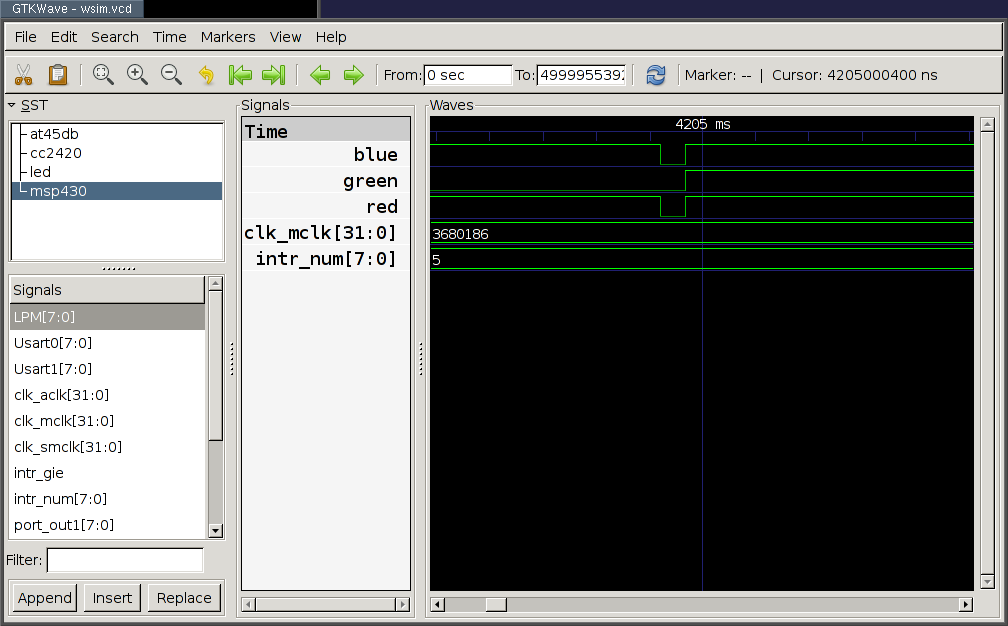 GTKWave - wsim.vcd
File Edit Search Time Markers View Help
From: 0 sec To: 4999955392 Marker: -- | Cursor: 4205000400 ns
SST
at45db
cc2420
led
msp430
Signals
LPM[7:0]
Usart0[7:0]
Usart1[7:0]
clk_aclk[31:0]
clk_mclk[31:0]
clk_smclk[31:0]
intr_gie
intr_num[7:0]
port_out1[7:0]
Filter:
Append Insert Replace
Signals
Time
blue
green
red
clk_mclk[31:0]
intr_num[7:0]
Waves
4205 ms
3680186
5